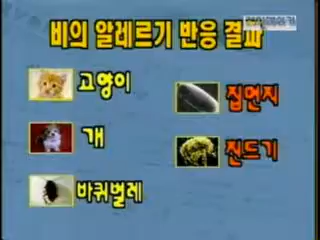 비의 알레르기 반응 결과
고양이
개
바퀴벌레
집먼지
진드기